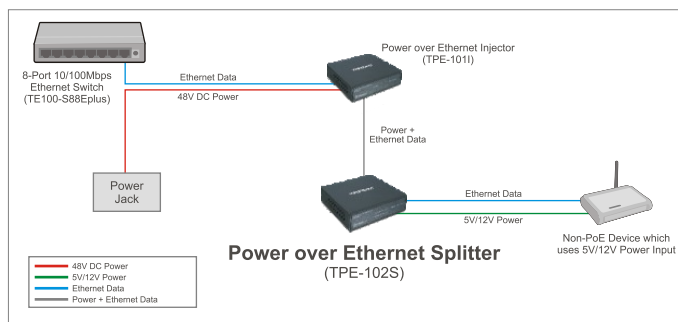 Power over Ethernet Injector
(TPE-101I)
8-Port 10/100Mbps
Ethernet Switch
(TE100-S88Eplus)
Ethernet Data
48V DC Power
Power +
Ethernet Data
Power
Jack
Ethernet Data
5V/12V Power
Non-PoE Device which
uses 5V/12V Power Input
Power over Ethernet Splitter
(TPE-102S)
48V DC Power
5V/12V Power
Ethernet Data
Power + Ethernet Data